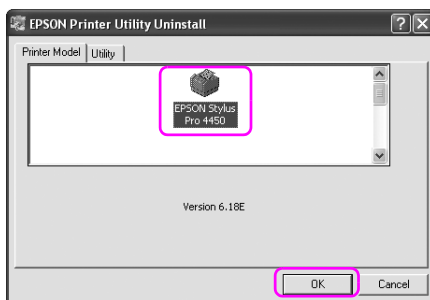 EPSON Printer Utility Uninstall
Printer Model
Utility
EPSON Stylus
Pro 4450
Version 6.18E
OK
Cancel